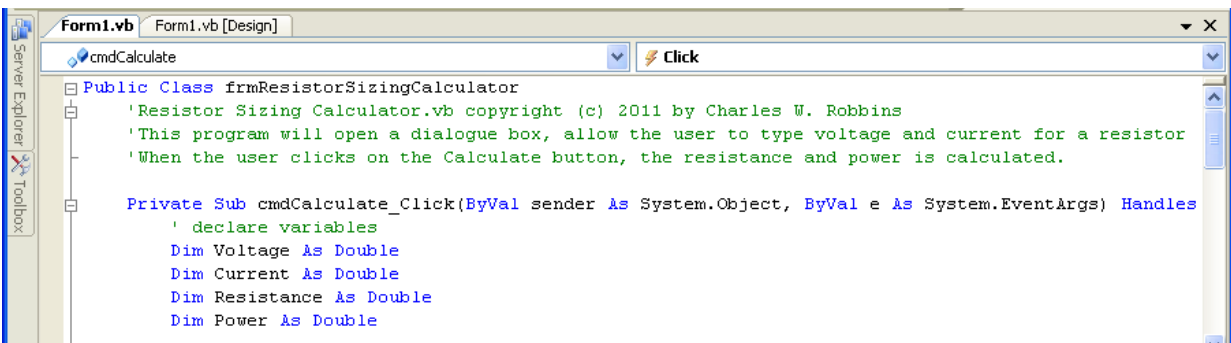 Form1.vb Form1.vb [Design]
cmdCalculate Click
Server Explorer
Toolbox
Public Class frmResistorSizingCalculator
'Resistor Sizing Calculator.vb copyright (c) 2011 by Charles W. Robbins
'This program will open a dialogue box, allow the user to type voltage and current for a resistor
'When the user clicks on the Calculate button, the resistance and power is calculated.
Private Sub cmdCalculate_Click(ByVal sender As System.Object, ByVal e As System.EventArgs) Handles
' declare variables
Dim Voltage As Double
Dim Current As Double
Dim Resistance As Double
Dim Power As Double